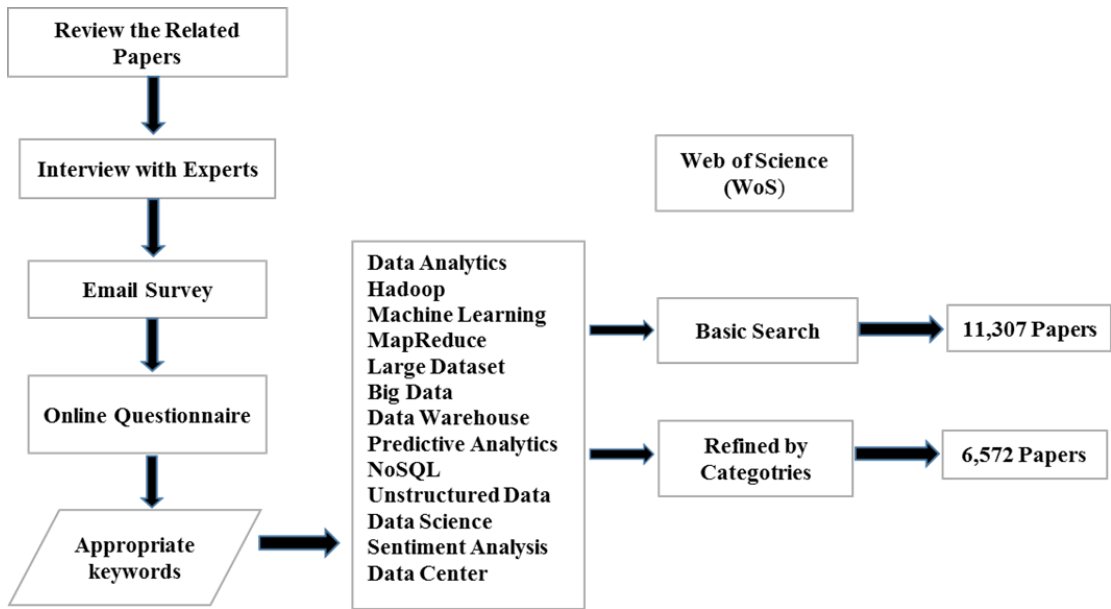 Review the Related
Papers
Interview with Experts
Email Survey
Online Questionnaire
Appropriate
keywords
Data Analytics
Hadoop
Machine Learning
MapReduce
Large Dataset
Big Data
Data Warehouse
Predictive Analytics
NoSQL
Unstructured Data
Data Science
Sentiment Analysis
Data Center
Web of Science
(WoS)
Basic Search
11,307 Papers
Refined by
Categotries
6,572 Papers